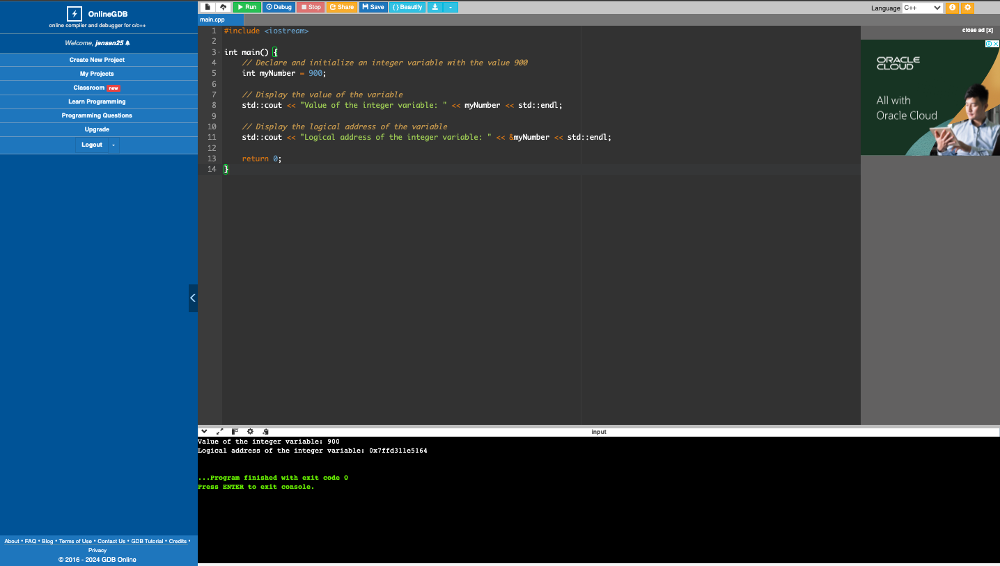 OnlineGDB
online compiler and debugger for c/c++
Welcome, jansan25
Create New Project
My Projects
Classroom new
Learn Programming
Programming Questions
Upgrade
Logout
About • FAQ • Blog • Terms of Use • Contact Us • GDB Tutorial • Credits •
Privacy
© 2016 - 2024 GDB Online
Run Debug Stop Share Save {} Beautify
Language C++
main.cpp
1 #include <iostream>
2
3 int main() {
4     // Declare and initialize an integer variable with the value 900
5     int myNumber = 900;
6
7     // Display the value of the variable
8     std::cout << "Value of the integer variable: " << myNumber << std::endl;
9
10     // Display the logical address of the variable
11     std::cout << "Logical address of the integer variable: " << &myNumber << std::endl;
12
13     return 0;
14 }
close ad [x]
ORACLE
CLOUD
All with
Oracle Cloud
input
Value of the integer variable: 900
Logical address of the integer variable: 0x7ffd311e5164
...Program finished with exit code 0
Press ENTER to exit console.